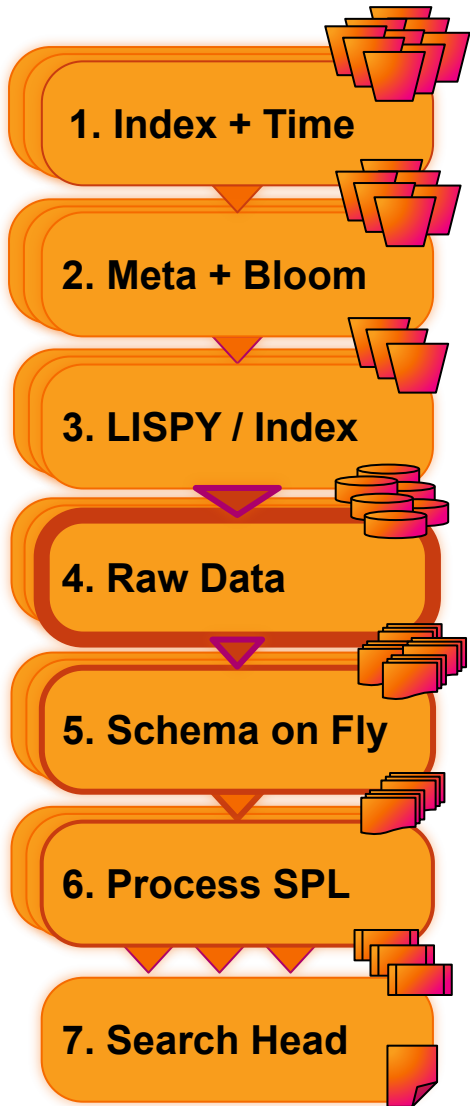 1. Index + Time
2. Meta + Bloom
3. LISPY / Index
4. Raw Data
5. Schema on Fly
6. Process SPL
7. Search Head